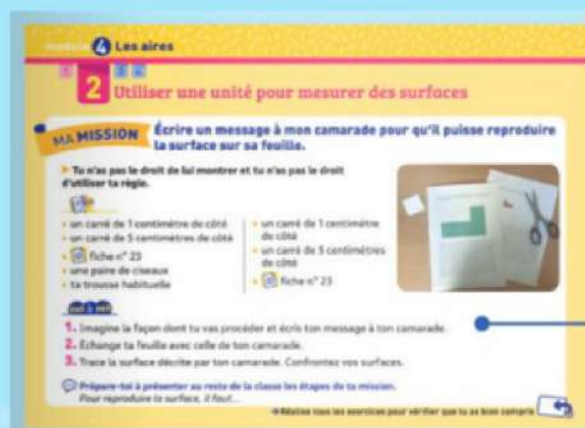 module 4 Les aires
1 3 4
2 Utiliser une unité pour mesurer des surfaces
MA MISSION Écrire un message à mon camarade pour qu'il puisse reproduire
la surface sur sa feuille.
Tu n'as pas le droit de lui montrer et tu n'as pas le droit
d'utiliser ta règle.
• un carré de 1 centimètre de côté
• un carré de 5 centimètres de côté
• fiche n° 23
• une paire de ciseaux
• ta trousse habituelle
• un carré de 1 centimètre
de côté
• un carré de 5 centimètres
de côté
• fiche n° 23
1. Imagine la façon dont tu vas procéder et écris ton message à ton camarade.
2. Échange ta feuille avec celle de ton camarade.
3. Trace la surface décrite par ton camarade. Confrontez vos surfaces.
Prépare-toi à présenter au reste de la classe les étapes de ta mission.
Pour reproduire la surface, il faut...
Réalise tous les exercices pour vérifier que tu as bien compris